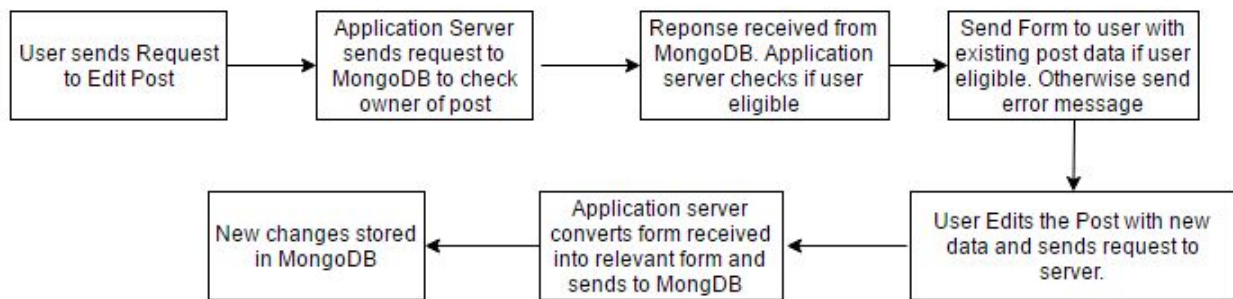 User sends Request
to Edit Post
Application Server
sends request to
MongoDB to check
owner of post
Reponse received from
MongoDB. Application
server checks if user
eligible
Send Form to user with
existing post data if user
eligible. Otherwise send
error message
User Edits the Post with new
data and sends request to
server.
Application server
converts form received
into relevant form and
sends to MongDB
New changes stored
in MongoDB